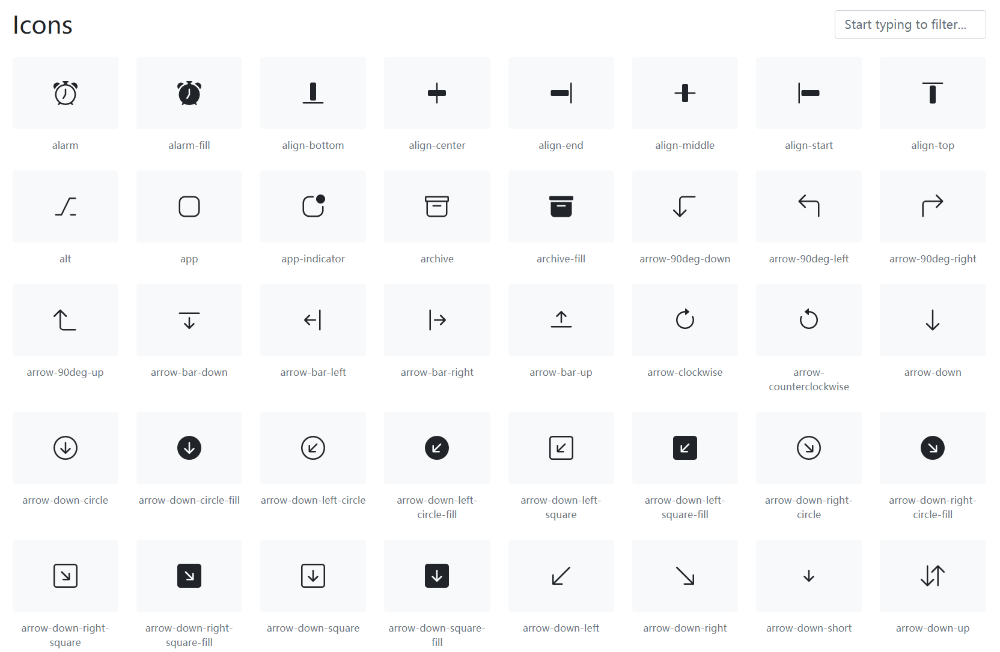 Icons
Start typing to filter...
alarm
alarm-fill
align-bottom
align-center
align-end
align-middle
align-start
align-top
alt
app
app-indicator
archive
archive-fill
arrow-90deg-down
arrow-90deg-left
arrow-90deg-right
arrow-90deg-up
arrow-bar-down
arrow-bar-left
arrow-bar-right
arrow-bar-up
arrow-clockwise
arrow-
counterclockwise
arrow-down
arrow-down-circle
arrow-down-circle-fill
arrow-down-left-circle
arrow-down-left-
circle-fill
arrow-down-left-
square
arrow-down-left-
square-fill
arrow-down-right-
circle
arrow-down-right-
circle-fill
arrow-down-right-
square
arrow-down-right-
square-fill
arrow-down-square
arrow-down-square-
fill
arrow-down-left
arrow-down-right
arrow-down-short
arrow-down-up